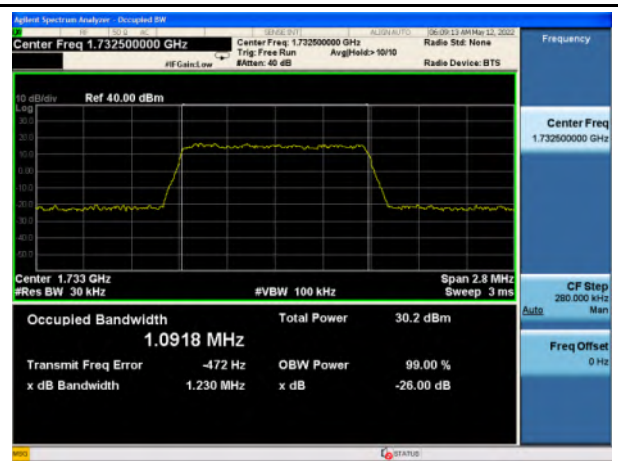 Agilent Spectrum Analyzer - Occupied BW
RF 50 Ω AC SENSE:INT ALIGN AUTO 06:09:13 AM May 12, 2022
Center Freq 1.732500000 GHz Center Freq: 1.732500000 GHz Radio Std: None Frequency
Trig: Free Run Avg|Hold:> 10/10
#IFGain:Low #Atten: 40 dB Radio Device: BTS
10 dB/div Ref 40.00 dBm
Log
30.0
20.0
10.0
0.00
-10.0
-20.0
-30.0
-40.0
-50.0
Center Freq
1.732500000 GHz
Center 1.733 GHz Span 2.8 MHz
#Res BW 30 kHz #VBW 100 kHz Sweep 3 ms
CF Step
280.000 kHz
Auto Man
Occupied Bandwidth Total Power 30.2 dBm
1.0918 MHz
Freq Offset
0 Hz
Transmit Freq Error -472 Hz OBW Power 99.00 %
x dB Bandwidth 1.230 MHz x dB -26.00 dB
MSG STATUS